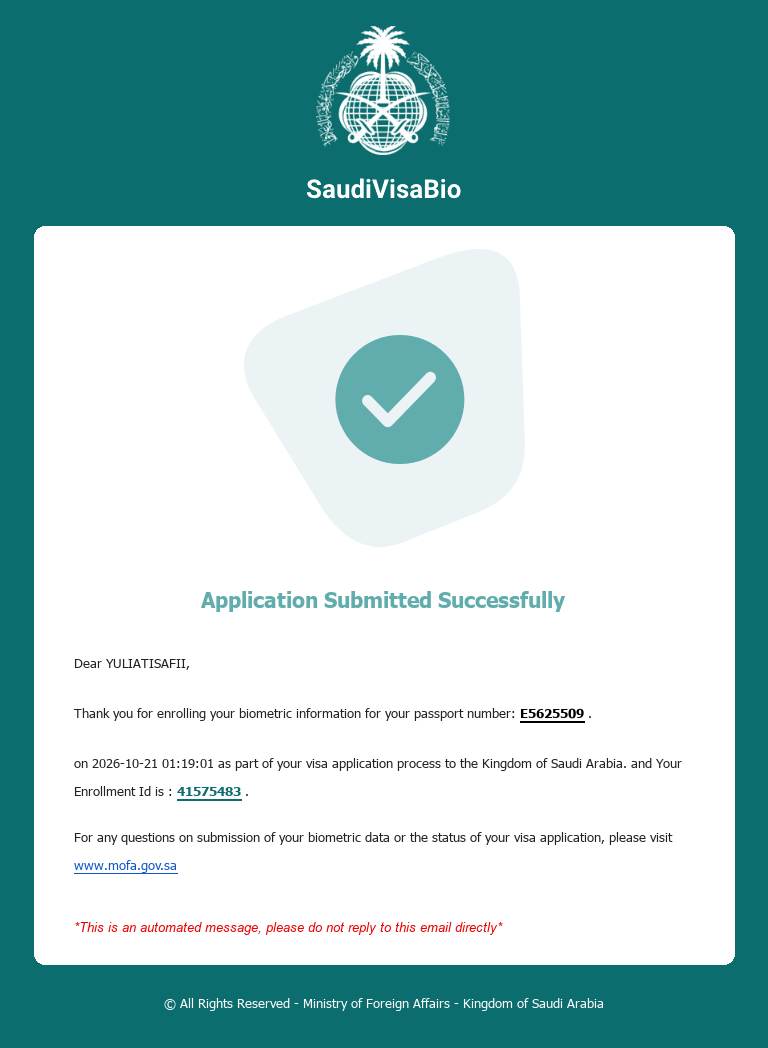 SaudiVisaBio
Application Submitted Successfully
Dear YULIATISAFII,
Thank you for enrolling your biometric information for your passport number: E5625509 .
on 2026-10-21 01:19:01 as part of your visa application process to the Kingdom of Saudi Arabia. and Your
Enrollment Id is : 41575483 .
For any questions on submission of your biometric data or the status of your visa application, please visit
www.mofa.gov.sa
*This is an automated message, please do not reply to this email directly*
© All Rights Reserved - Ministry of Foreign Affairs - Kingdom of Saudi Arabia